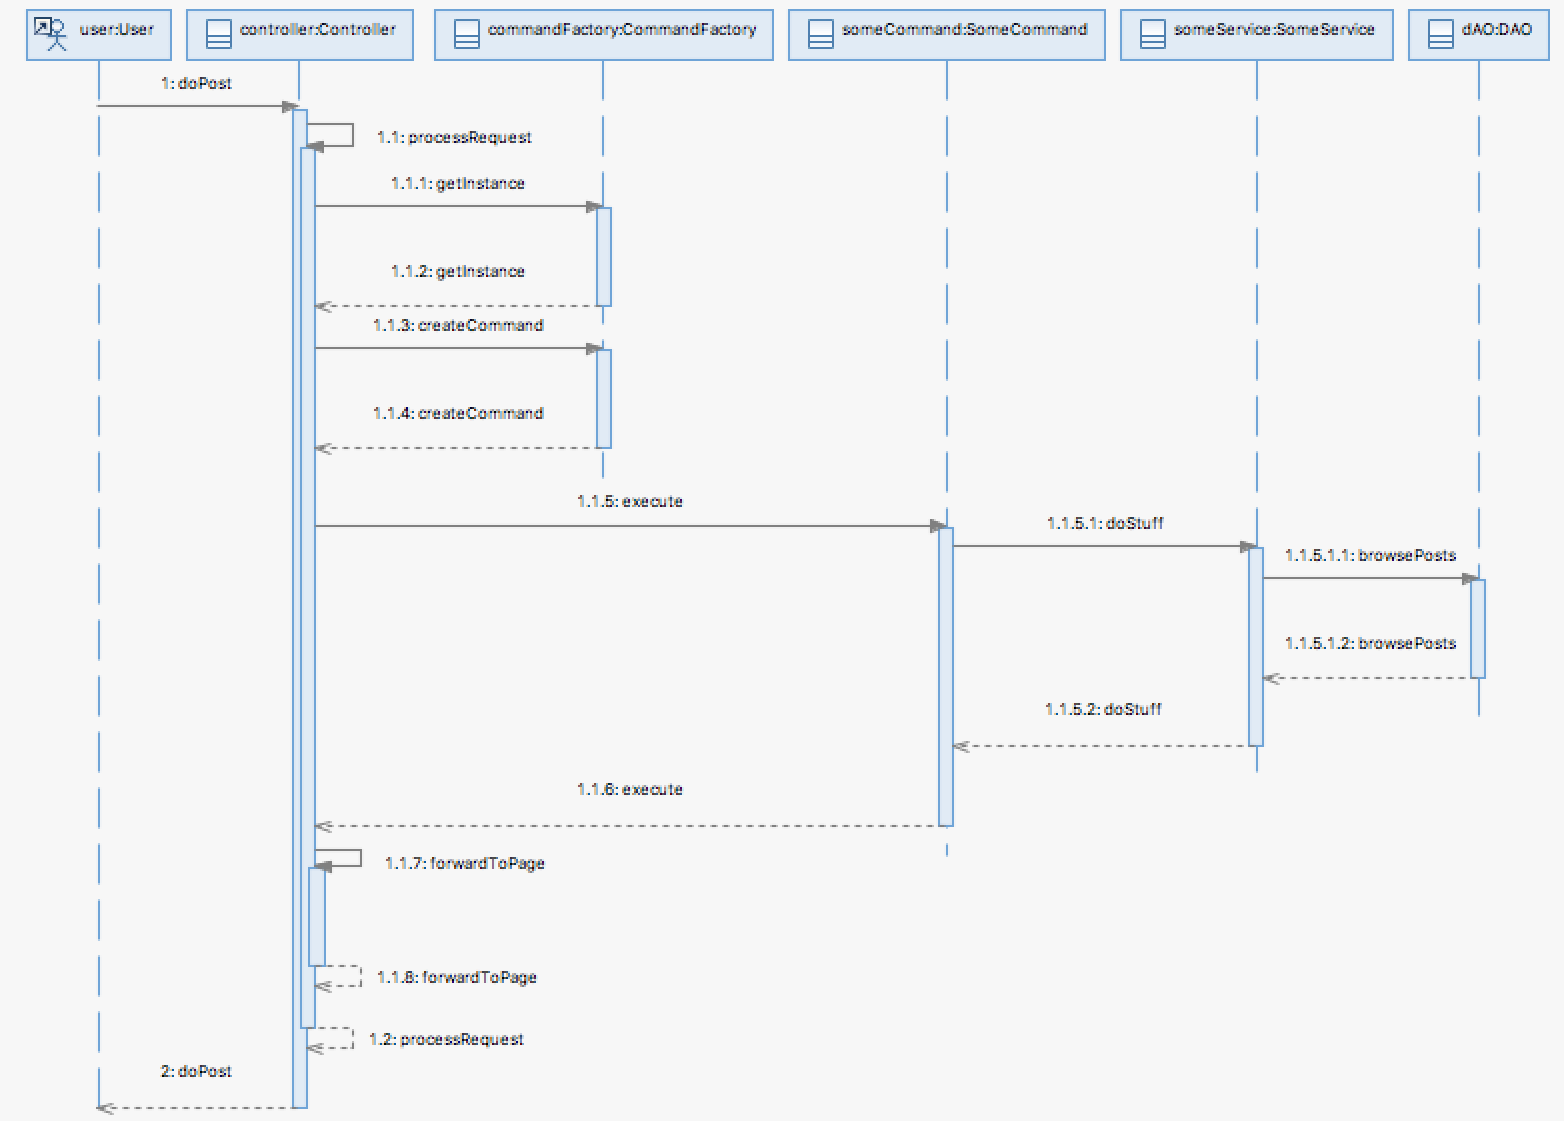 user:User
controller:Controller
commandFactory:CommandFactory
someCommand:SomeCommand
someService:SomeService
dAO:DAO
1: doPost
1.1: processRequest
1.1.1: getInstance
1.1.2: getInstance
1.1.3: createCommand
1.1.4: createCommand
1.1.5: execute
1.1.5.1: doStuff
1.1.5.1.1: browsePosts
1.1.5.1.2: browsePosts
1.1.5.2: doStuff
1.1.6: execute
1.1.7: forwardToPage
1.1.8: forwardToPage
1.2: processRequest
2: doPost